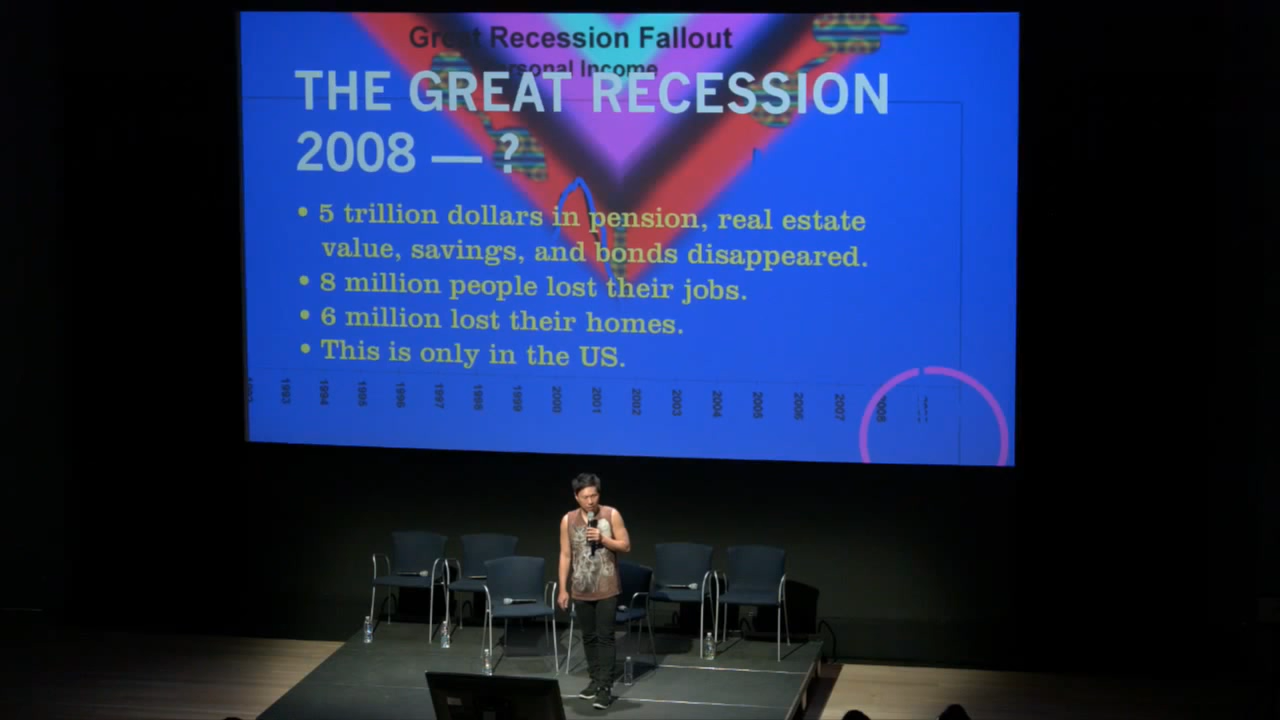 Great Recession Fallout
Personal Income
THE GREAT RECESSION
2008 — ?
• 5 trillion dollars in pension, real estate
value, savings, and bonds disappeared.
• 8 million people lost their jobs.
• 6 million lost their homes.
• This is only in the US.
1993 1994 1995 1996 1997 1998 1999 2000 2001 2002 2003 2004 2005 2006 2007 2008